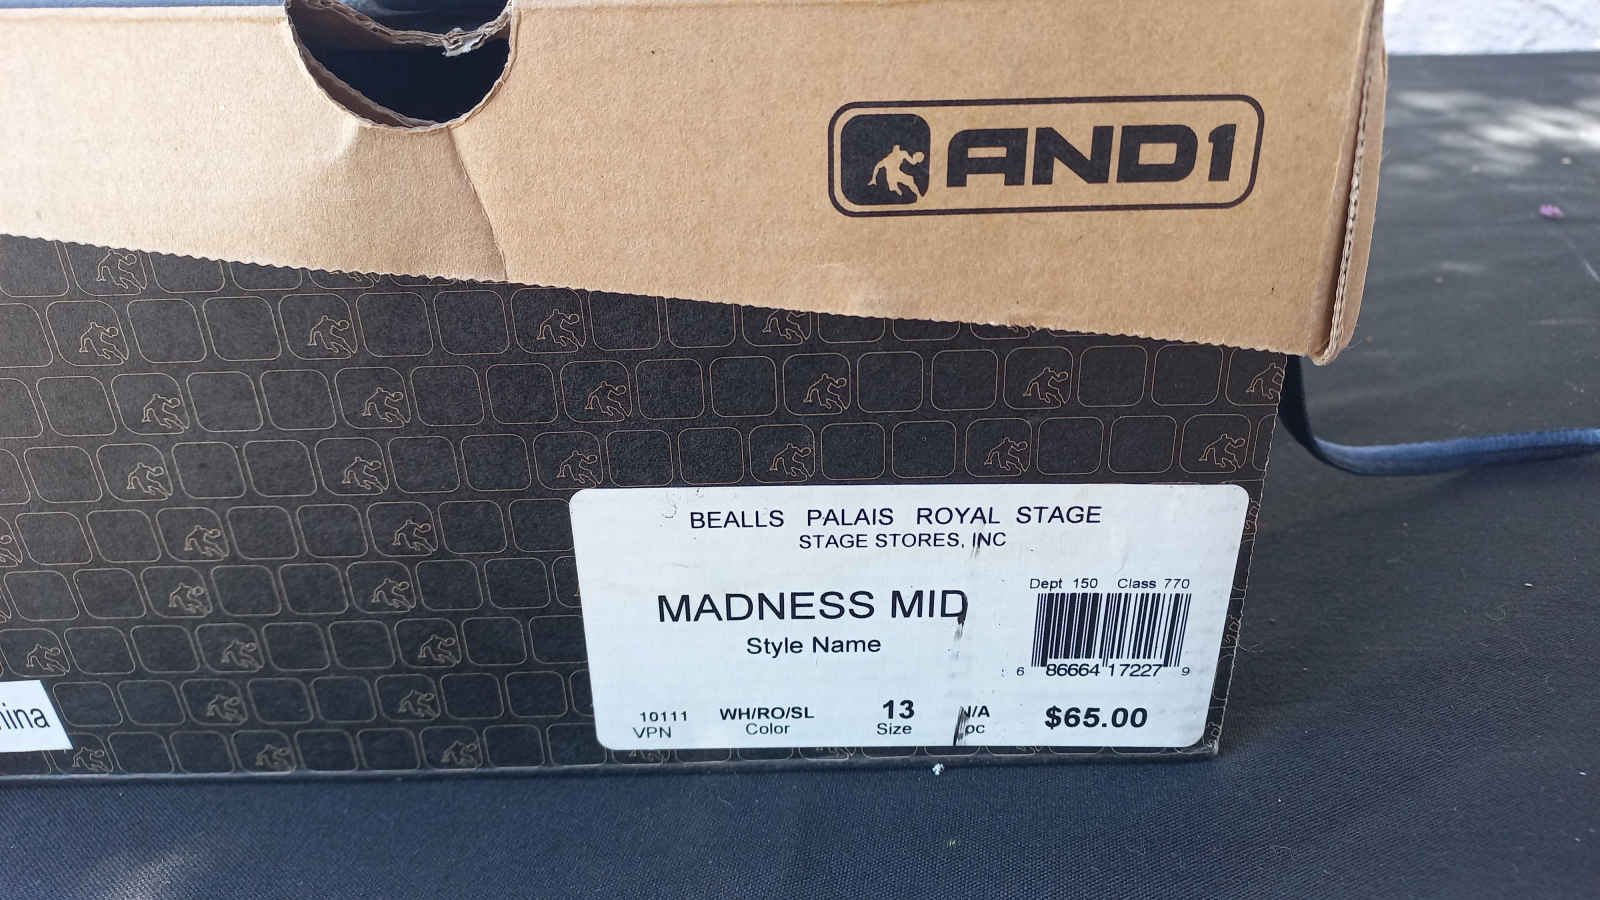 AND1
BEALLS PALAIS ROYAL STAGE
STAGE STORES, INC
MADNESS MID
Style Name
Dept 150 Class 770
6 86664 17227 9
10111
VPN
WH/RO/SL
Color
13
Size
N/A
$65.00